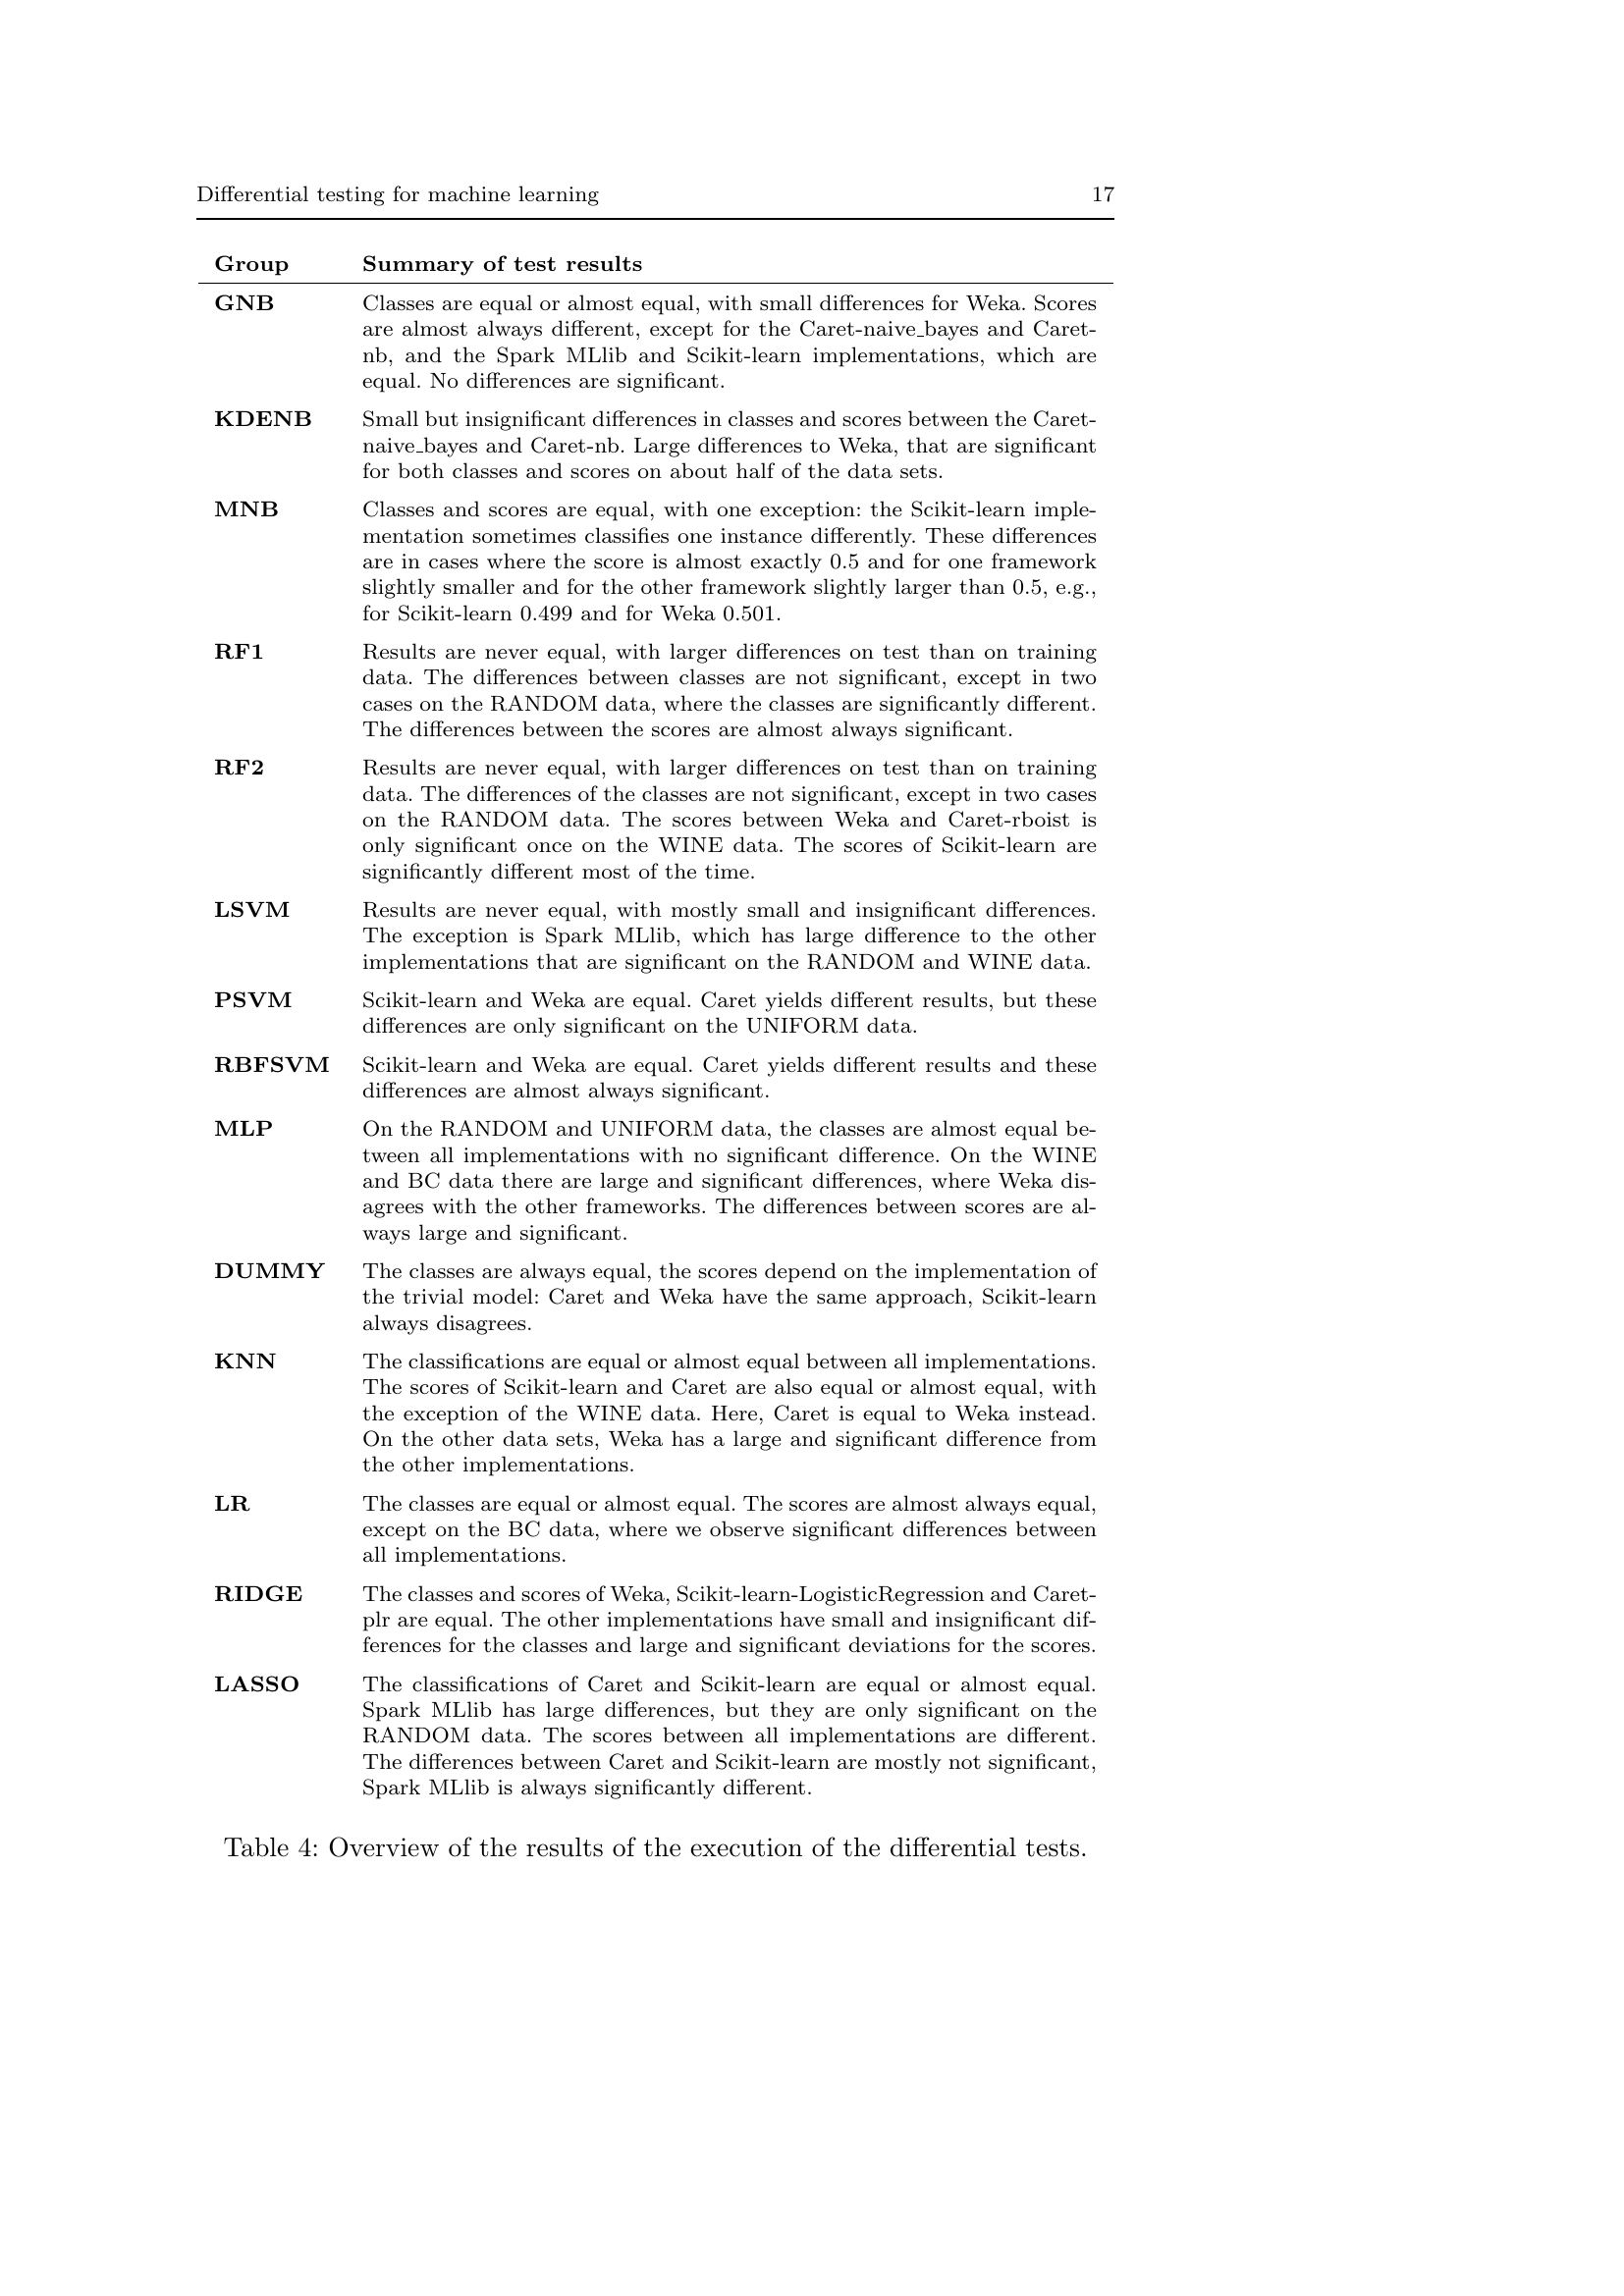 Differential testing for machine learning 17
Group Summary of test results
GNB Classes are equal or almost equal, with small differences for Weka. Scores
are almost always different, except for the Caret-naive_bayes and Caret-
nb, and the Spark MLlib and Scikit-learn implementations, which are
equal. No differences are significant.
KDENB Small but insignificant differences in classes and scores between the Caret-
naive_bayes and Caret-nb. Large differences to Weka, that are significant
for both classes and scores on about half of the data sets.
MNB Classes and scores are equal, with one exception: the Scikit-learn imple-
mentation sometimes classifies one instance differently. These differences
are in cases where the score is almost exactly 0.5 and for one framework
slightly smaller and for the other framework slightly larger than 0.5, e.g.,
for Scikit-learn 0.499 and for Weka 0.501.
RF1 Results are never equal, with larger differences on test than on training
data. The differences between classes are not significant, except in two
cases on the RANDOM data, where the classes are significantly different.
The differences between the scores are almost always significant.
RF2 Results are never equal, with larger differences on test than on training
data. The differences of the classes are not significant, except in two cases
on the RANDOM data. The scores between Weka and Caret-rboist is
only significant once on the WINE data. The scores of Scikit-learn are
significantly different most of the time.
LSVM Results are never equal, with mostly small and insignificant differences.
The exception is Spark MLlib, which has large difference to the other
implementations that are significant on the RANDOM and WINE data.
PSVM Scikit-learn and Weka are equal. Caret yields different results, but these
differences are only significant on the UNIFORM data.
RBFSVM Scikit-learn and Weka are equal. Caret yields different results and these
differences are almost always significant.
MLP On the RANDOM and UNIFORM data, the classes are almost equal be-
tween all implementations with no significant difference. On the WINE
and BC data there are large and significant differences, where Weka dis-
agrees with the other frameworks. The differences between scores are al-
ways large and significant.
DUMMY The classes are always equal, the scores depend on the implementation of
the trivial model: Caret and Weka have the same approach, Scikit-learn
always disagrees.
KNN The classifications are equal or almost equal between all implementations.
The scores of Scikit-learn and Caret are also equal or almost equal, with
the exception of the WINE data. Here, Caret is equal to Weka instead.
On the other data sets, Weka has a large and significant difference from
the other implementations.
LR The classes are equal or almost equal. The scores are almost always equal,
except on the BC data, where we observe significant differences between
all implementations.
RIDGE The classes and scores of Weka, Scikit-learn-LogisticRegression and Caret-
plr are equal. The other implementations have small and insignificant dif-
ferences for the classes and large and significant deviations for the scores.
LASSO The classifications of Caret and Scikit-learn are equal or almost equal.
Spark MLlib has large differences, but they are only significant on the
RANDOM data. The scores between all implementations are different.
The differences between Caret and Scikit-learn are mostly not significant,
Spark MLlib is always significantly different.
Table 4: Overview of the results of the execution of the differential tests.